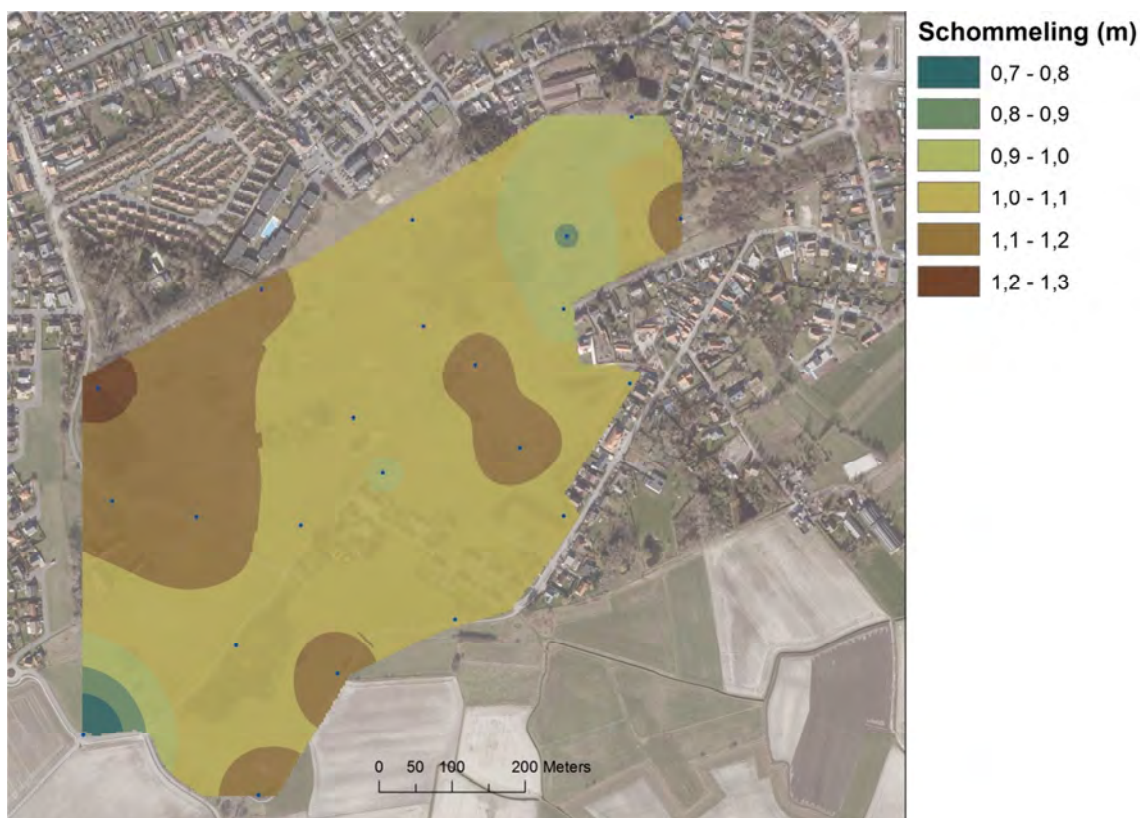 Schommeling (m)
0,7 - 0,8
0,8 - 0,9
0,9 - 1,0
1,0 - 1,1
1,1 - 1,2
1,2 - 1,3
0 50 100 200 Meters